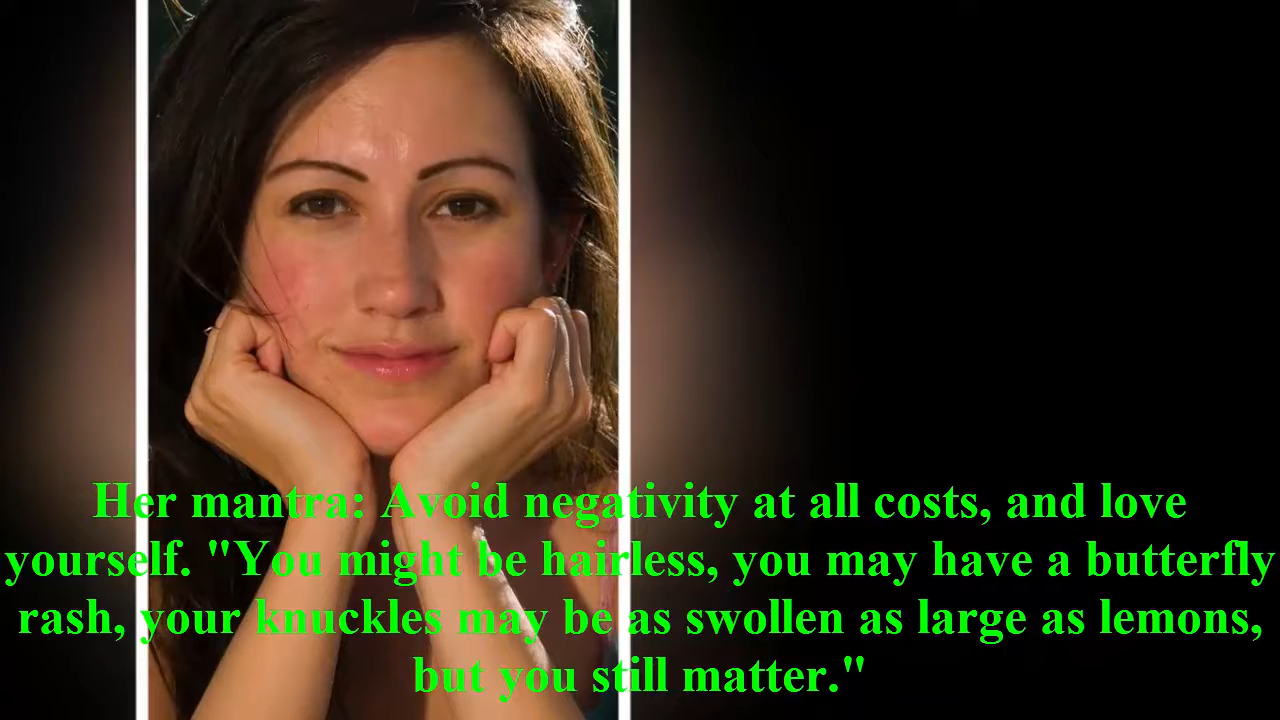 Her mantra: Avoid negativity at all costs, and love
yourself. "You might be hairless, you may have a butterfly
rash, your knuckles may be as swollen as large as lemons,
but you still matter."